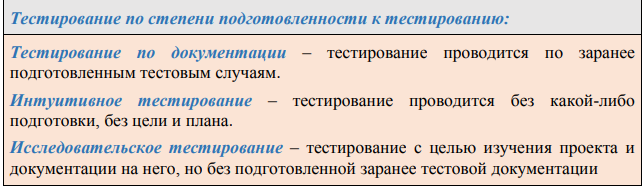 Тестирование по степени подготовленности к тестированию:
Тестирование по документации – тестирование проводится по заранее
подготовленным тестовым случаям.
Интуитивное тестирование – тестирование проводится без какой-либо
подготовки, без цели и плана.
Исследовательское тестирование – тестирование с целью изучения проекта и
документации на него, но без подготовленной заранее тестовой документации